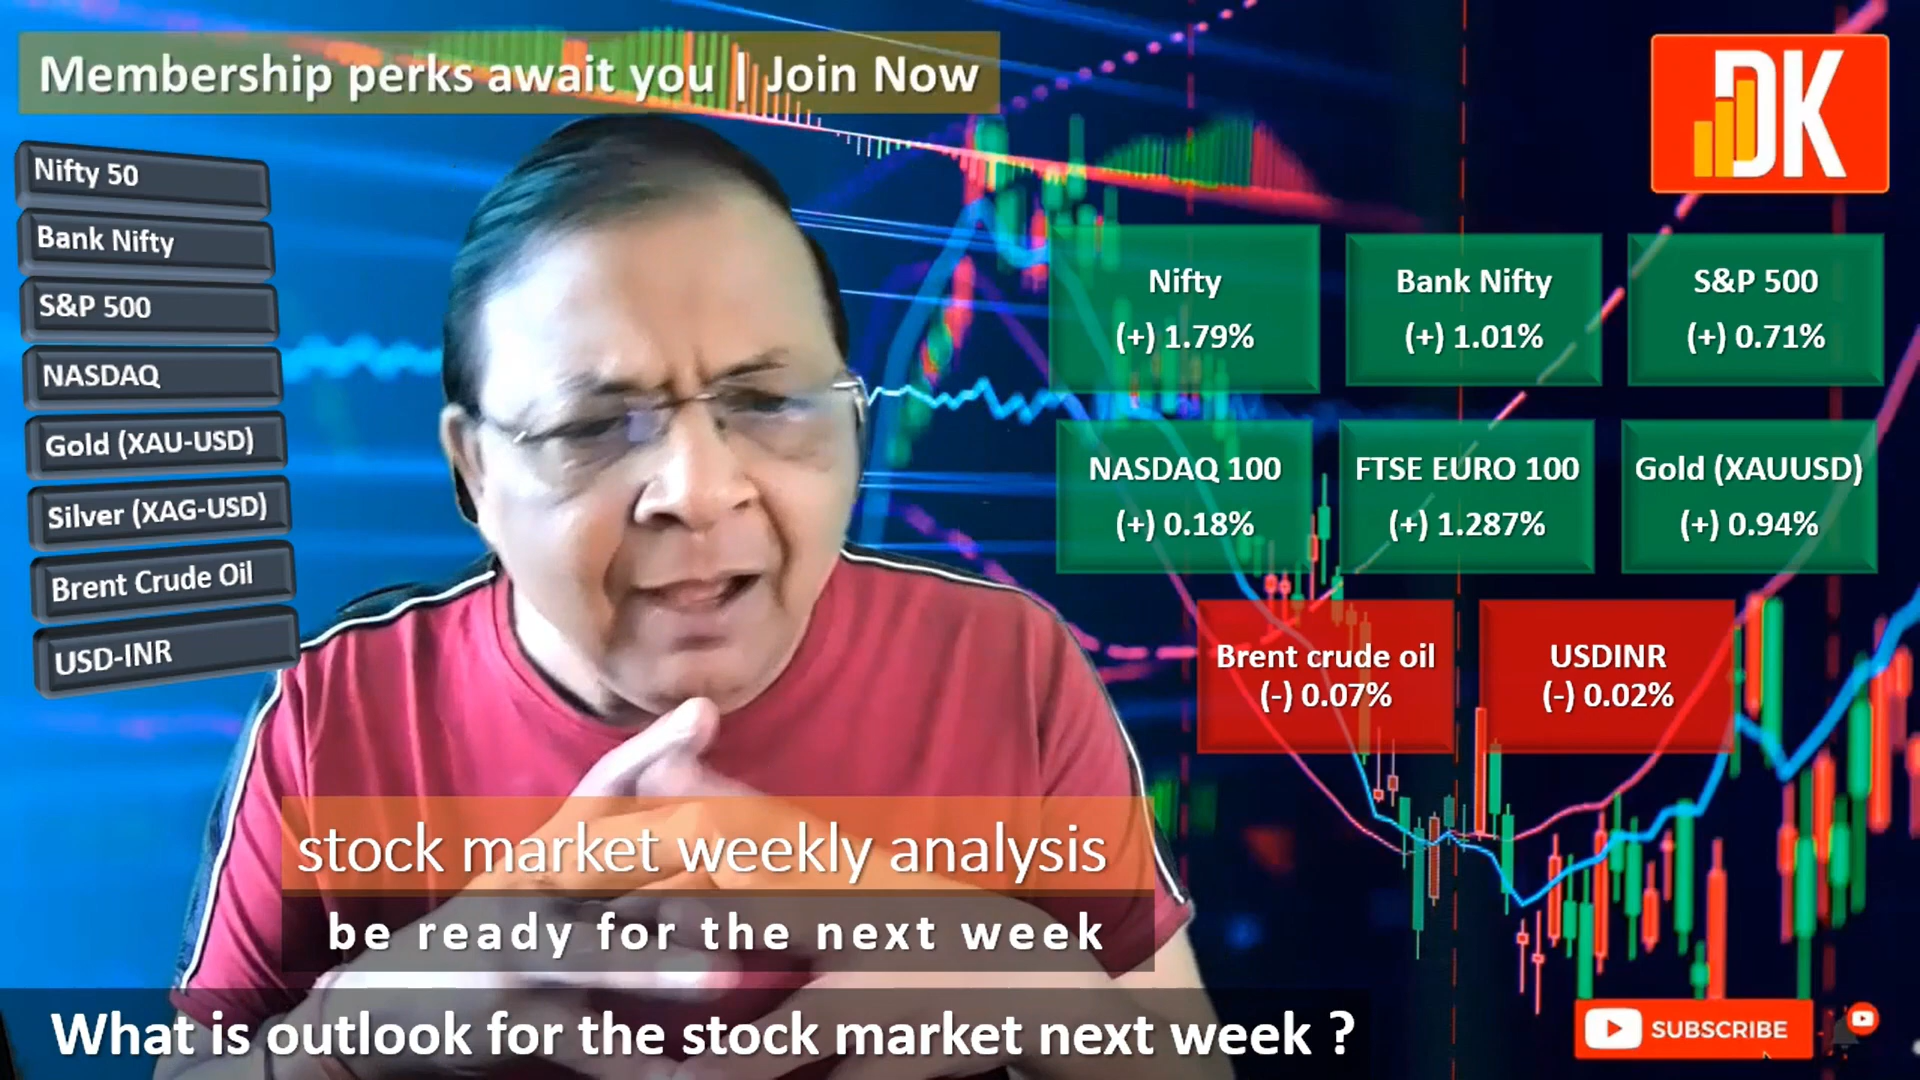 Membership perks await you | Join Now
DK
Nifty 50
Bank Nifty
S&P 500
NASDAQ
Gold (XAU-USD)
Silver (XAG-USD)
Brent Crude Oil
USD-INR
Nifty
(+) 1.79%
Bank Nifty
(+) 1.01%
S&P 500
(+) 0.71%
NASDAQ 100
(+) 0.18%
FTSE EURO 100
(+) 1.287%
Gold (XAUUSD)
(+) 0.94%
Brent crude oil
(-) 0.07%
USDINR
(-) 0.02%
stock market weekly analysis
be ready for the next week
What is outlook for the stock market next week ?
SUBSCRIBE